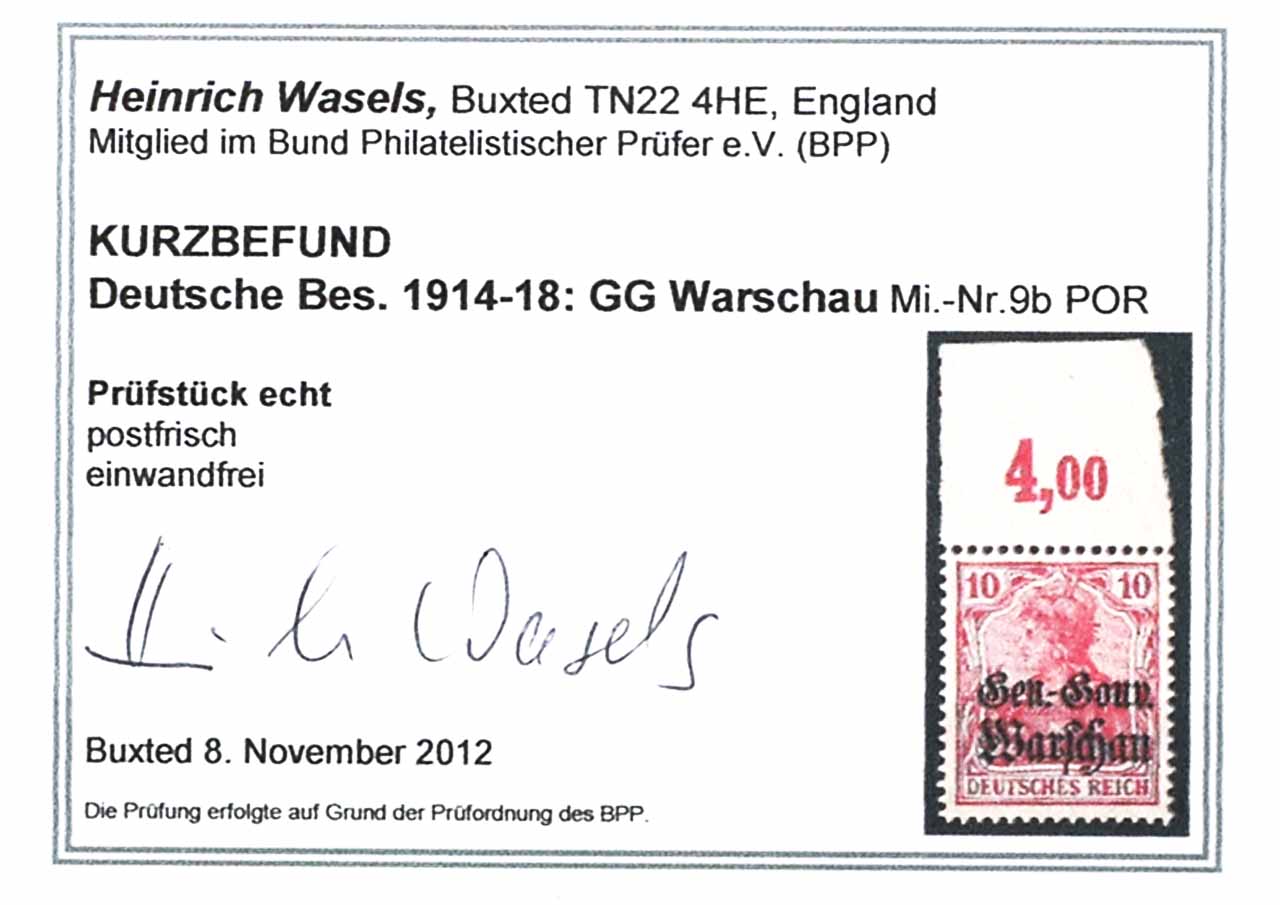 Heinrich Wasels, Buxted TN22 4HE, England
Mitglied im Bund Philatelistischer Prüfer e.V. (BPP)
KURZBEFUND
Deutsche Bes. 1914-18: GG Warschau Mi.-Nr.9b POR
Prüfstück echt
postfrisch
einwandfrei
H. Wasels
Buxted 8. November 2012
Die Prüfung erfolgte auf Grund der Prüfordnung des BPP.
4,00
10 10
Gen.-Gouv.
Warschau
DEUTSCHES REICH